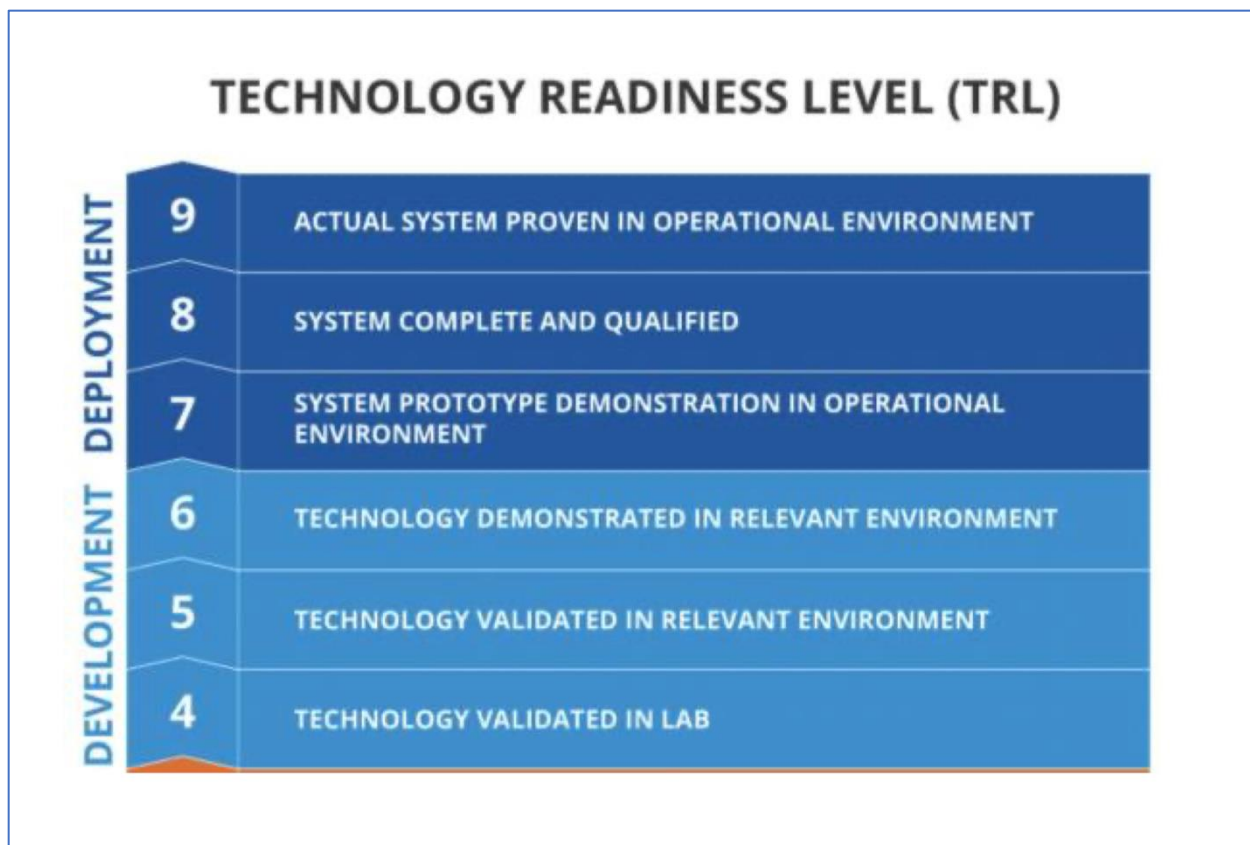 TECHNOLOGY READINESS LEVEL (TRL)
DEPLOYMENT
9
ACTUAL SYSTEM PROVEN IN OPERATIONAL ENVIRONMENT
8
SYSTEM COMPLETE AND QUALIFIED
7
SYSTEM PROTOTYPE DEMONSTRATION IN OPERATIONAL
ENVIRONMENT
DEVELOPMENT
6
TECHNOLOGY DEMONSTRATED IN RELEVANT ENVIRONMENT
5
TECHNOLOGY VALIDATED IN RELEVANT ENVIRONMENT
4
TECHNOLOGY VALIDATED IN LAB